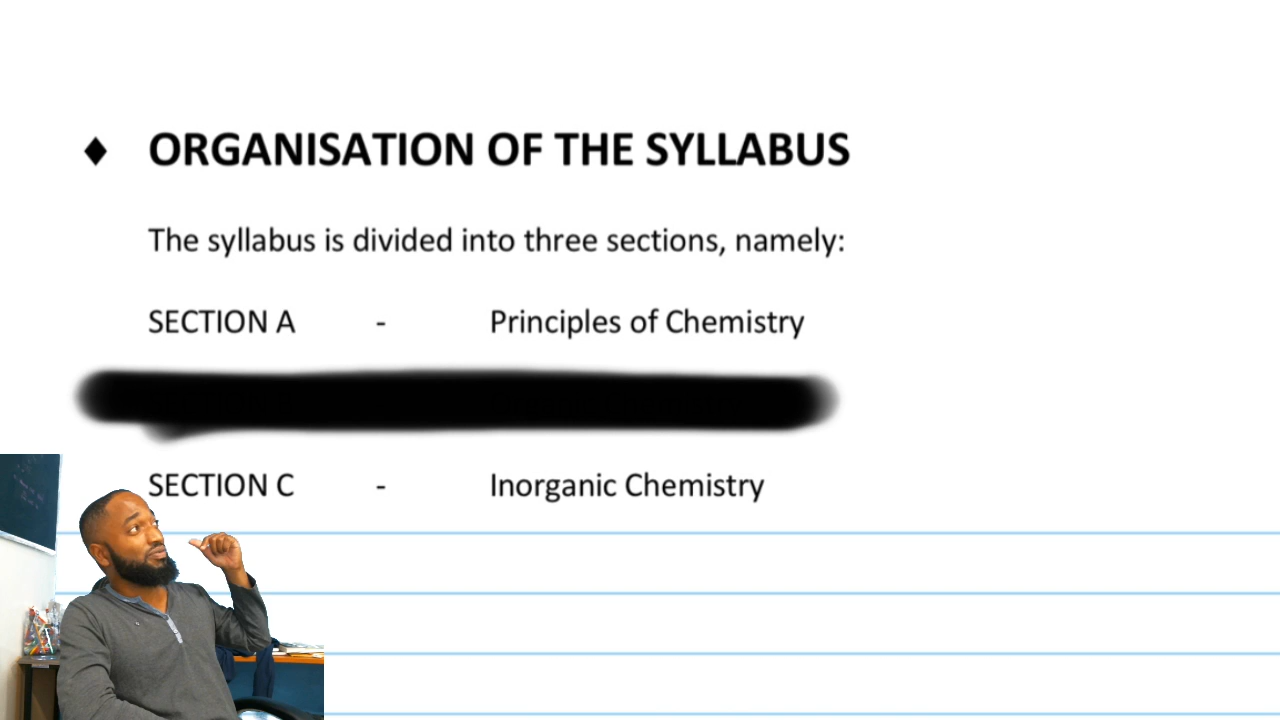 ♦ ORGANISATION OF THE SYLLABUS
The syllabus is divided into three sections, namely:
SECTION A - Principles of Chemistry
SECTION C - Inorganic Chemistry